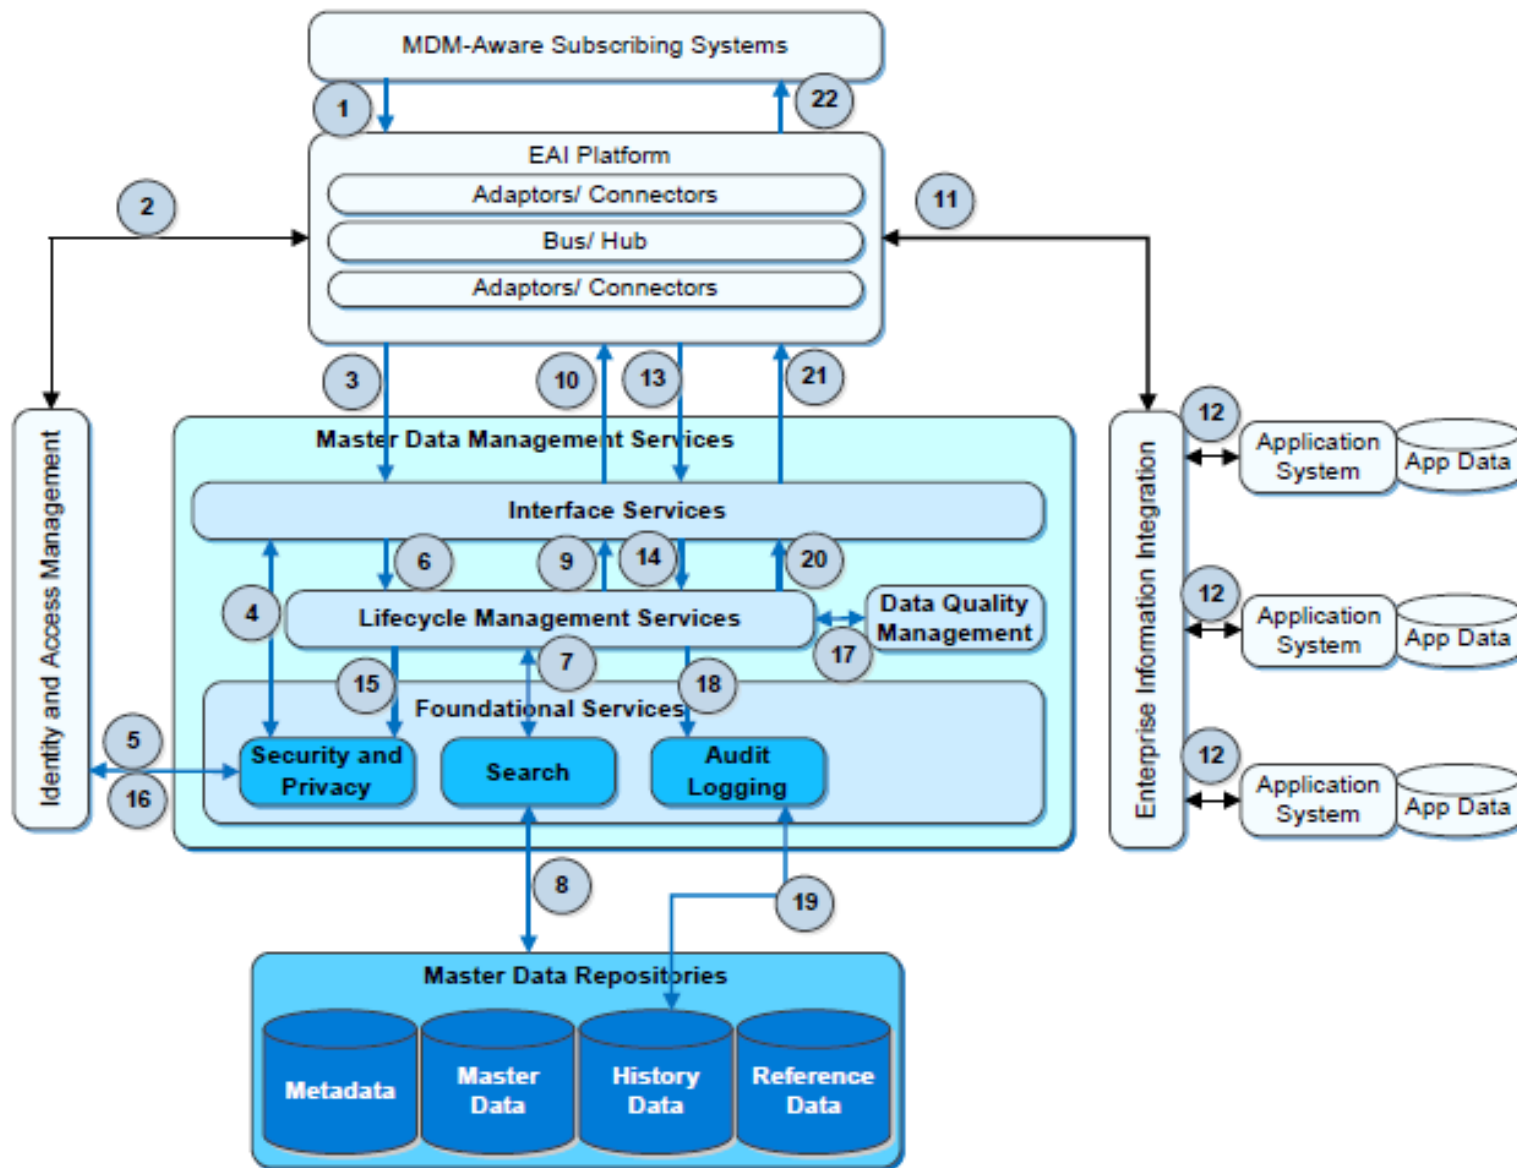 MDM-Aware Subscribing Systems
1
22
EAI Platform
Adaptors/ Connectors
2
11
Bus/ Hub
Adaptors/ Connectors
3
10
13
21
12
Master Data Management Services
Application
System
App Data
Interface Services
6
9
14
20
4
Lifecycle Management Services
Data Quality
Management
17
12
Application
System
App Data
15
7
18
Foundational Services
Identity and Access Management
Enterprise Information Integration
5
16
Security and
Privacy
Search
Audit
Logging
12
Application
System
App Data
8
19
Master Data Repositories
Metadata
Master
Data
History
Data
Reference
Data